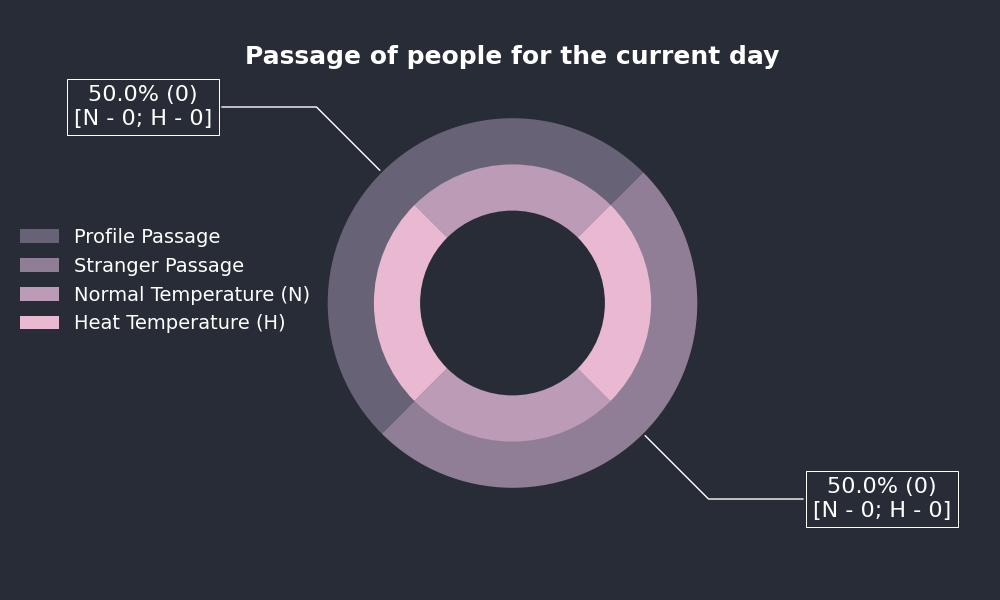 Passage of people for the current day
50.0% (0)
[N - 0; H - 0]
Profile Passage
Stranger Passage
Normal Temperature (N)
Heat Temperature (H)
50.0% (0)
[N - 0; H - 0]